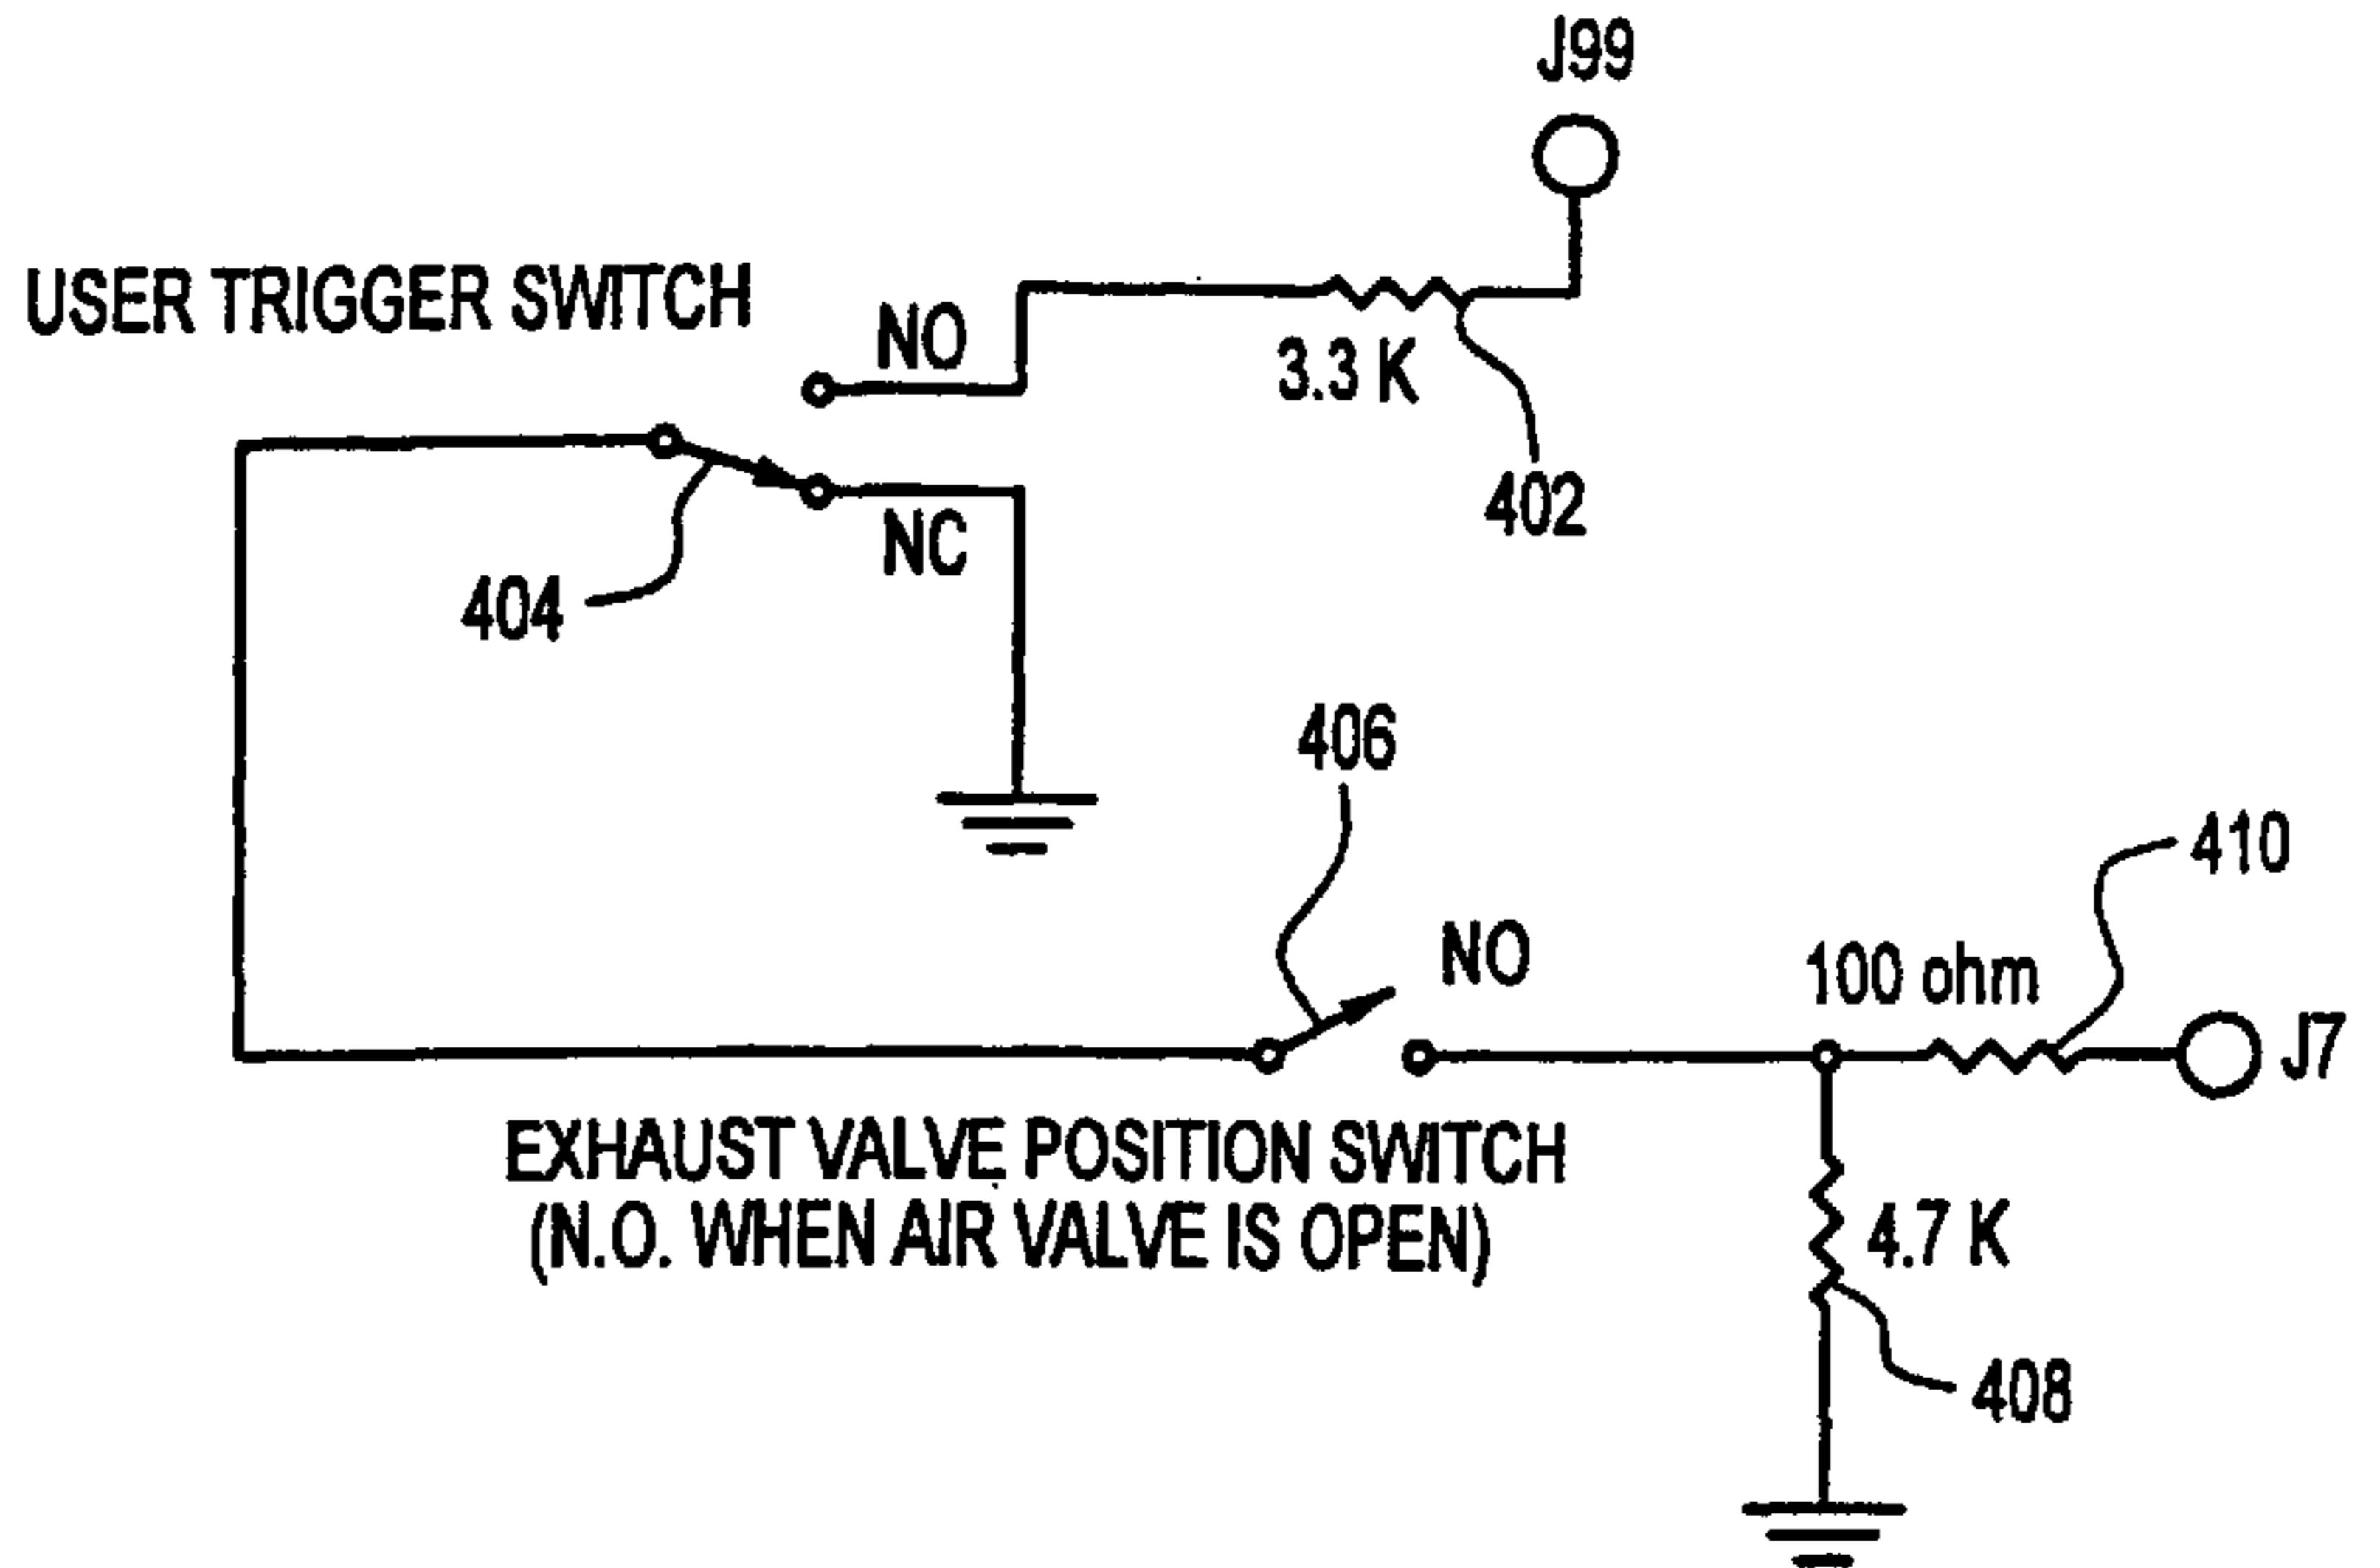 J99
USER TRIGGER SWITCH
NO
3.3 K
402
NC
404
406
410
NO
100 ohm
J7
EXHAUST VALVE POSITION SWITCH
(N.O. WHEN AIR VALVE IS OPEN)
4.7 K
408